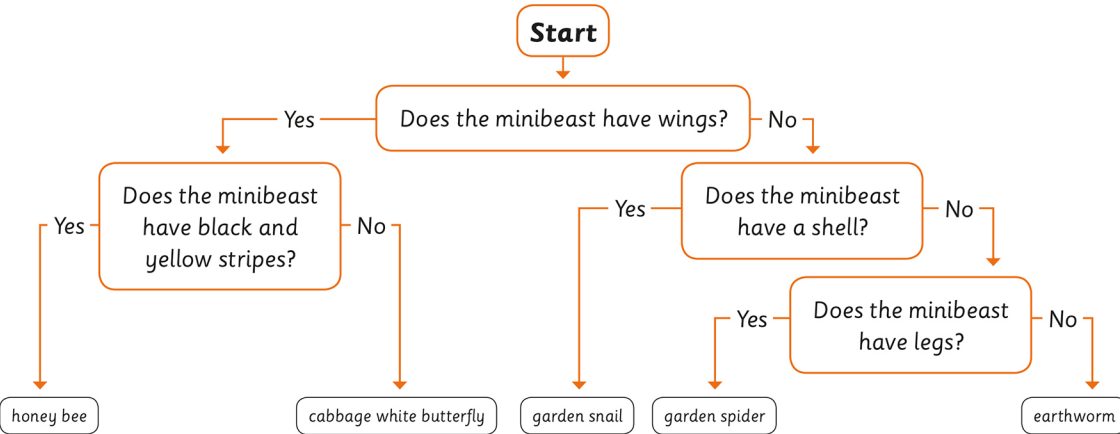 Start
Does the minibeast have wings?
Yes
No
Does the minibeast
have black and
yellow stripes?
Yes
No
Does the minibeast
have a shell?
Yes
No
Does the minibeast
have legs?
Yes
No
honey bee
cabbage white butterfly
garden snail
garden spider
earthworm